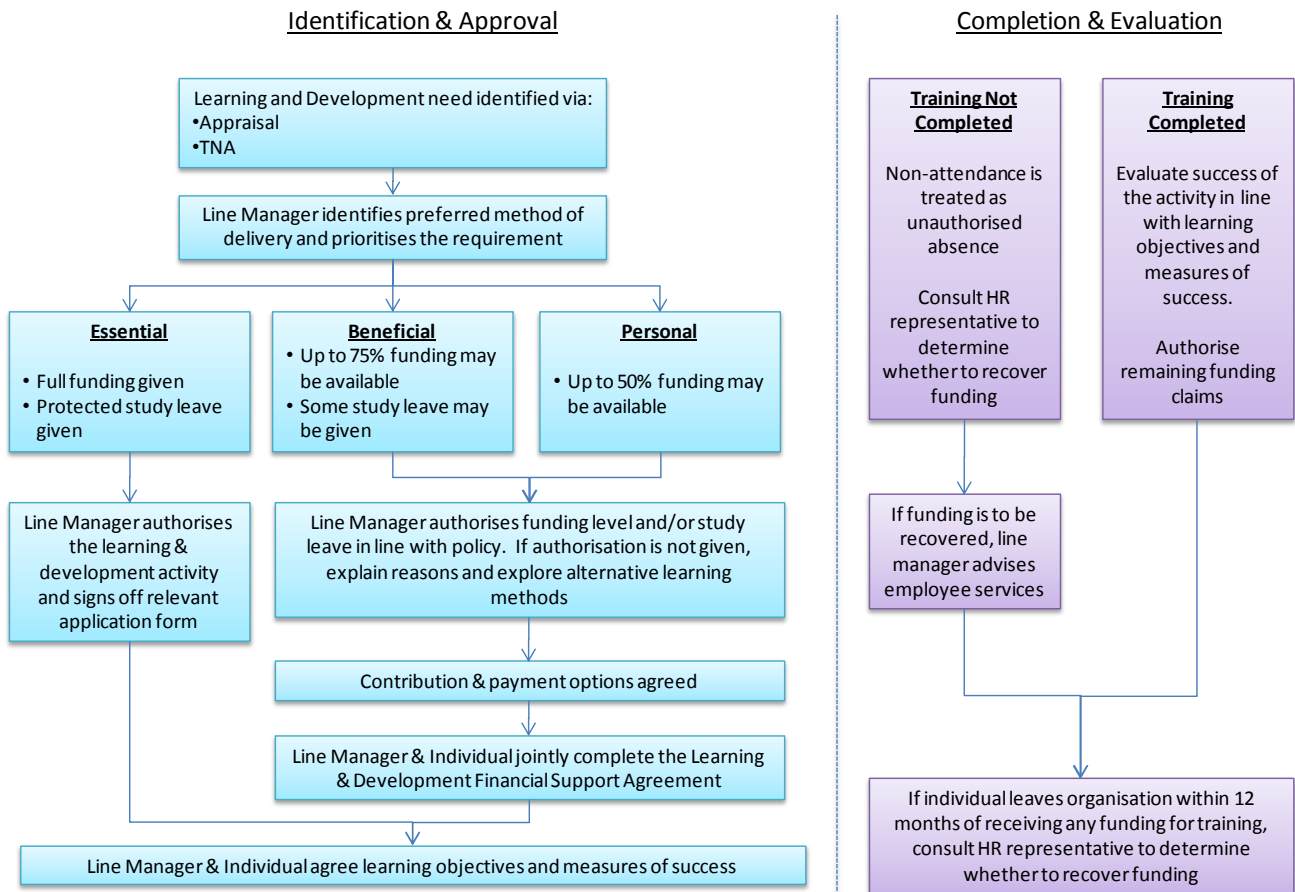 Identification & Approval
Learning and Development need identified via:
•Appraisal
•TNA
Line Manager identifies preferred method of
delivery and prioritises the requirement
Essential
• Full funding given
• Protected study leave
given
Beneficial
• Up to 75% funding may
be available
• Some study leave may
be given
Personal
• Up to 50% funding may
be available
Line Manager authorises
the learning &
development activity
and signs off relevant
application form
Line Manager authorises funding level and/or study
leave in line with policy.  If authorisation is not given,
explain reasons and explore alternative learning
methods
Contribution & payment options agreed
Line Manager & Individual jointly complete the Learning
& Development Financial Support Agreement
Line Manager & Individual agree learning objectives and measures of success
Completion & Evaluation
Training Not
Completed
Non-attendance is
treated as
unauthorised
absence
Consult HR
representative to
determine
whether to recover
funding
Training
Completed
Evaluate success of
the activity in line
with learning
objectives and
measures of
success.
Authorise
remaining funding
claims
If funding is to be
recovered, line
manager advises
employee services
If individual leaves organisation within 12
months of receiving any funding for training,
consult HR representative to determine
whether to recover funding